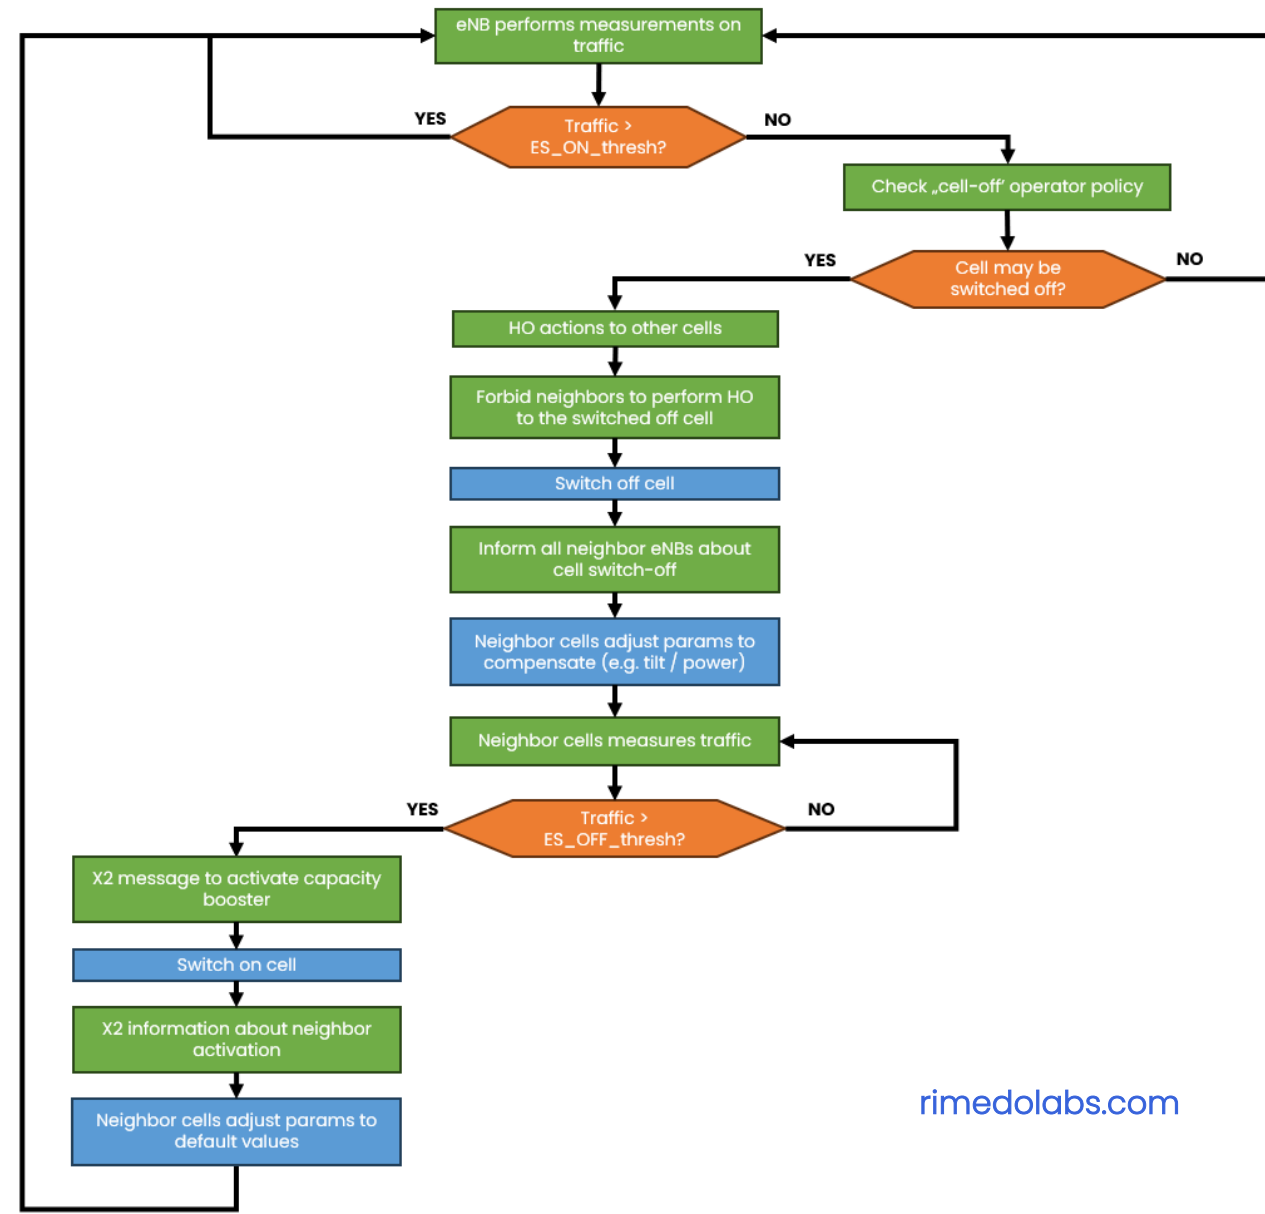 eNB performs measurements on
traffic
YES
Traffic >
ES_ON_thresh?
NO
Check „cell-off’ operator policy
YES
Cell may be
switched off?
NO
HO actions to other cells
Forbid neighbors to perform HO
to the switched off cell
Switch off cell
Inform all neighbor eNBs about
cell switch-off
Neighbor cells adjust params to
compensate (e.g. tilt / power)
Neighbor cells measures traffic
YES
Traffic >
ES_OFF_thresh?
NO
X2 message to activate capacity
booster
Switch on cell
X2 information about neighbor
activation
Neighbor cells adjust params to
default values
rimedolabs.com